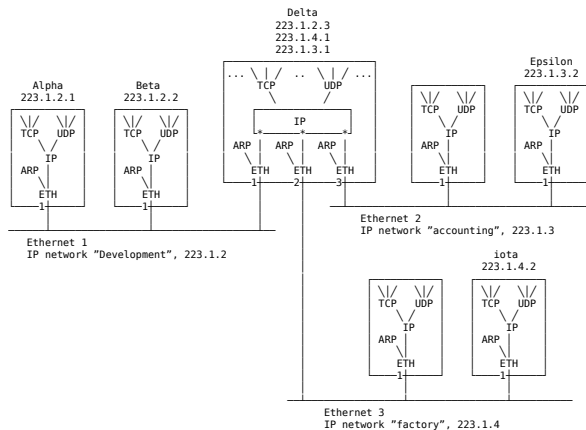 Delta
223.1.2.3
223.1.4.1
223.1.3.1
Alpha
223.1.2.1
Beta
223.1.2.2
Epsilon
223.1.3.2
... \ | / .. \ | / ...
TCP UDP
IP
*______*______*
ARP ARP ARP
ETH ETH ETH
1 2 3
\|/ \|/
TCP UDP
\ /
IP
ARP
ETH
1
\|/ \|/
TCP UDP
\ /
IP
ARP
ETH
1
\|/ \|/
TCP UDP
\ /
IP
ARP
ETH
1
\|/ \|/
TCP UDP
\ /
IP
ARP
ETH
1
Ethernet 1
IP network ”Development”, 223.1.2
Ethernet 2
IP network ”accounting”, 223.1.3
iota
223.1.4.2
\|/ \|/
TCP UDP
\ /
IP
ARP
ETH
1
\|/ \|/
TCP UDP
\ /
IP
ARP
ETH
1
Ethernet 3
IP network ”factory”, 223.1.4